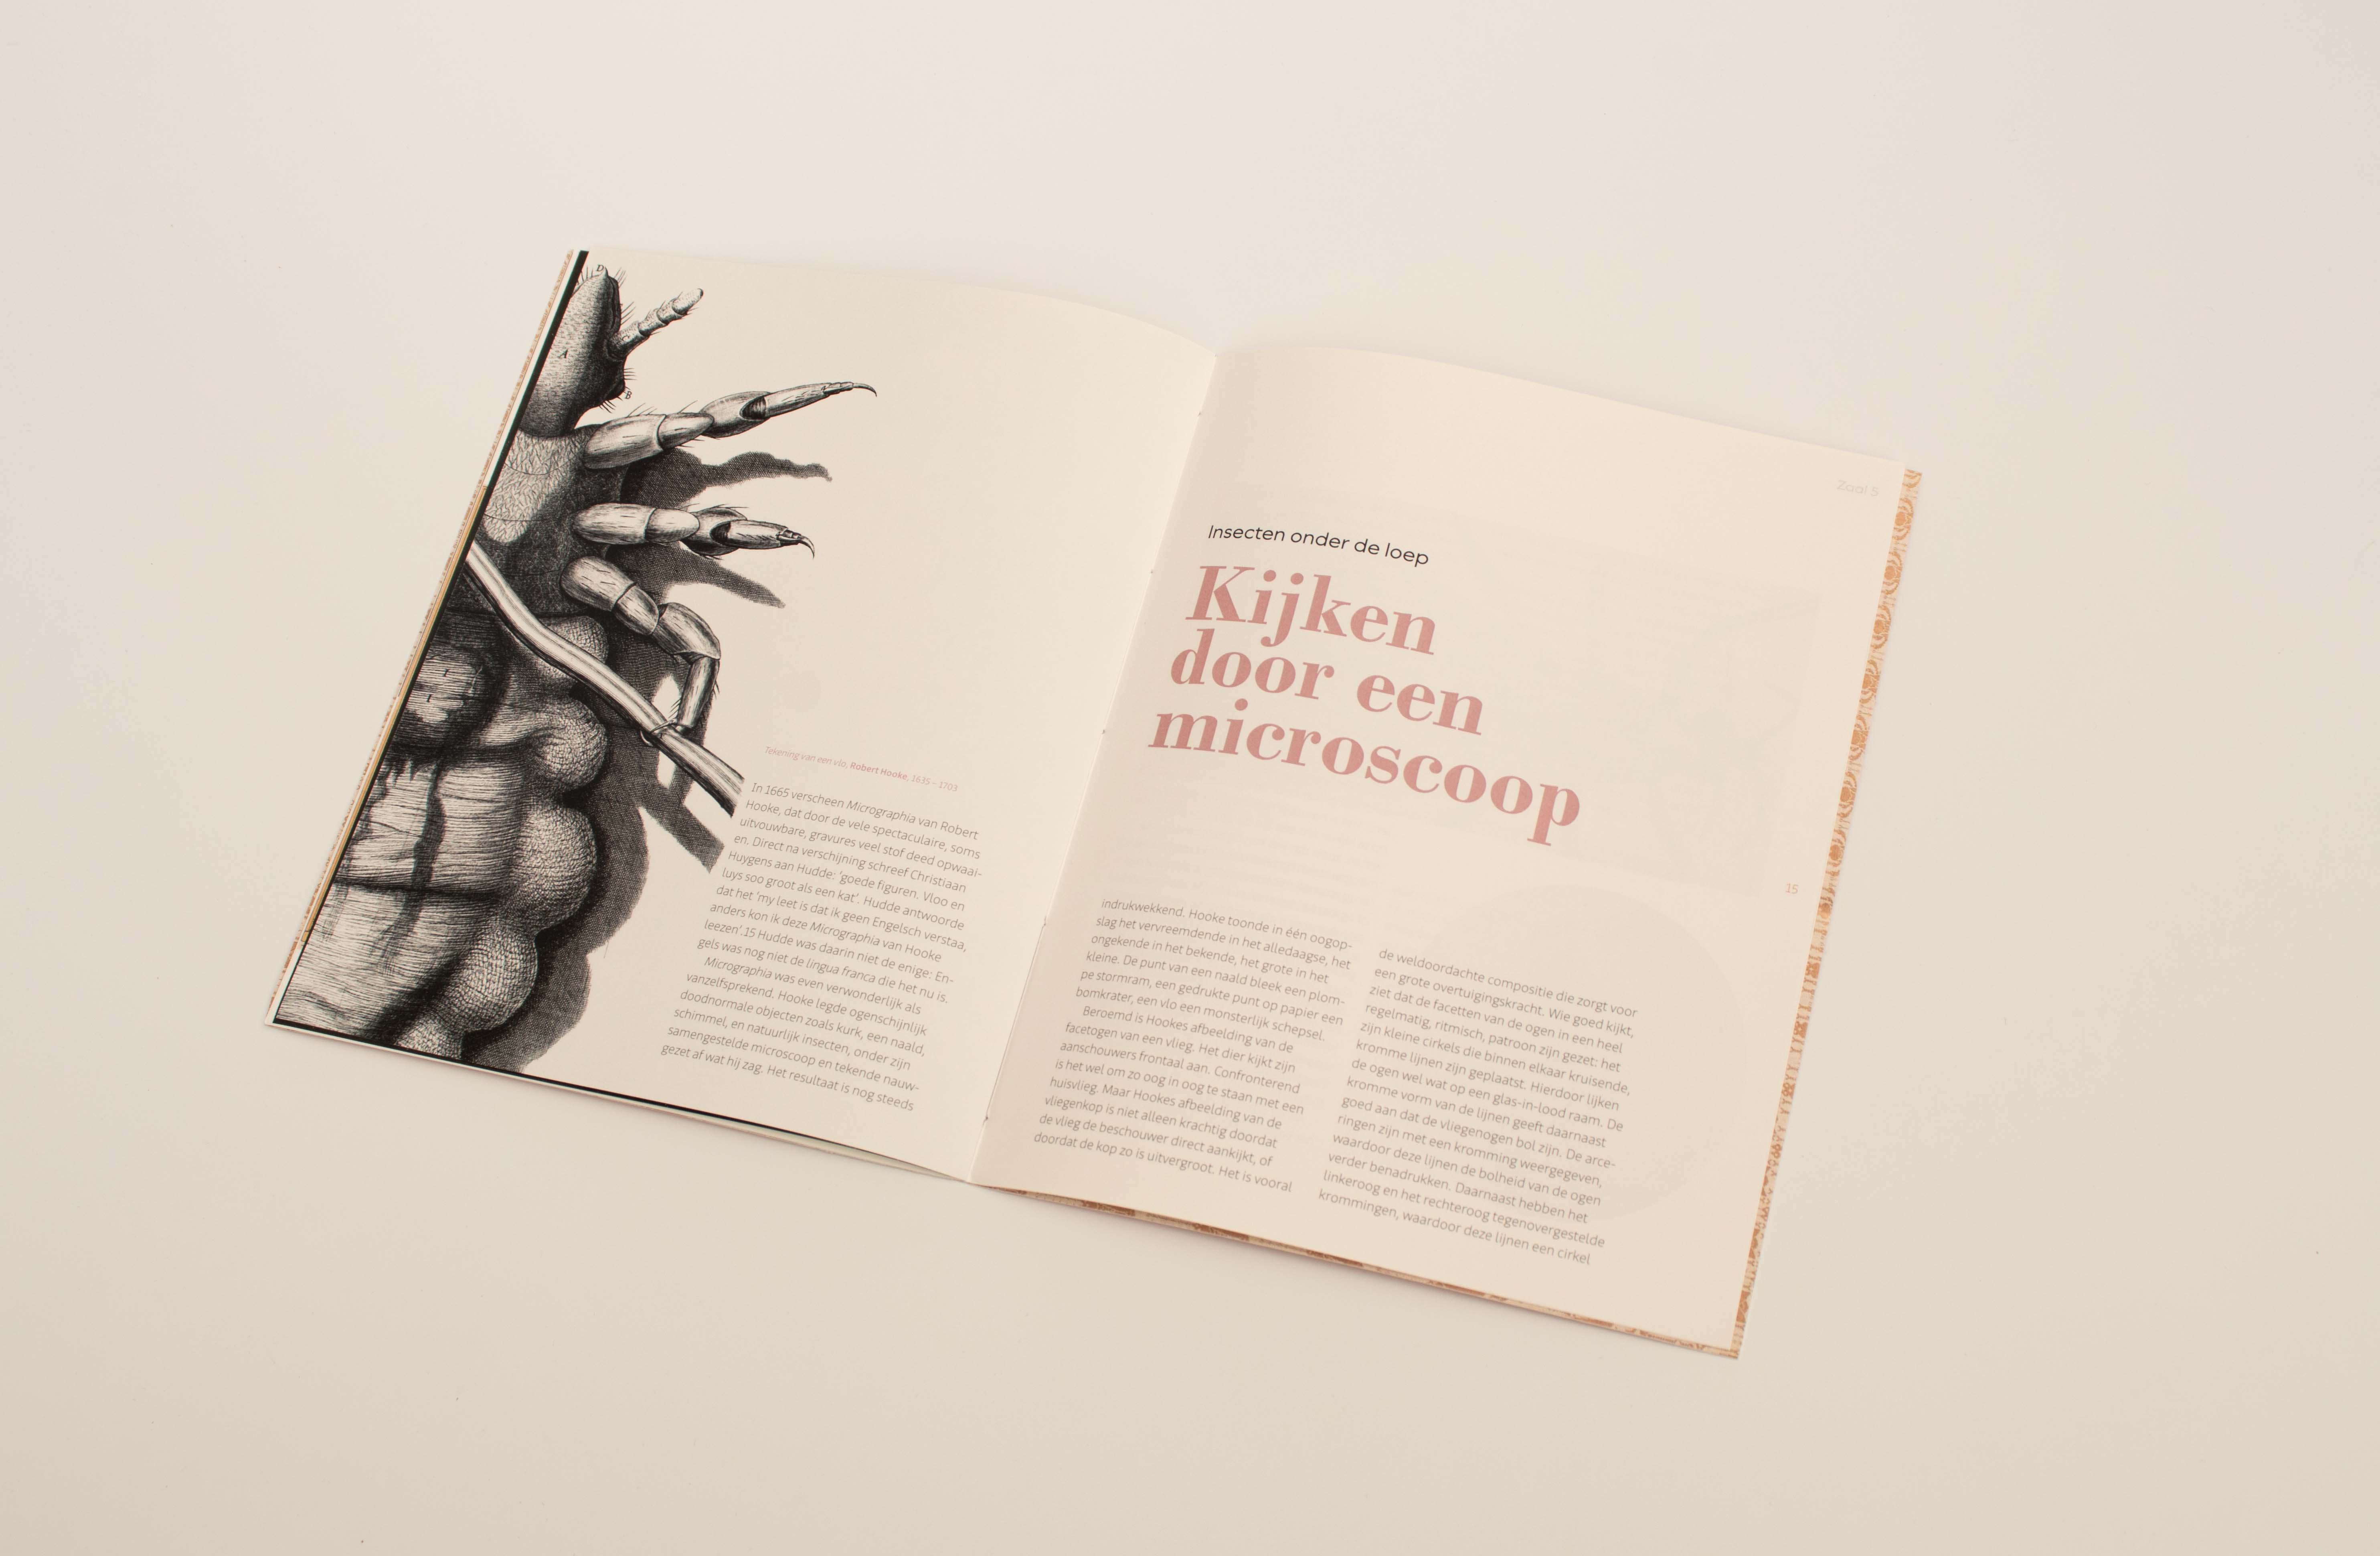 D
A
B
Tekening van een vlo, Robert Hooke, 1635 – 1703
In 1665 verscheen Micrographia van Robert
Hooke, dat door de vele spectaculaire, soms
uitvouwbare, gravures veel stof deed opwaai-
en. Direct na verschijning schreef Christiaan
Huygens aan Hudde: 'goede figuren. Vloo en
luys soo groot als een kat'. Hudde antwoorde
dat het 'my leet is dat ik geen Engelsch verstaa,
anders kon ik deze Micrographia van Hooke
leezen'.15 Hudde was daarin niet de enige: En-
gels was nog niet de lingua franca die het nu is.
Micrographia was even verwonderlijk als
vanzelfsprekend. Hooke legde ogenschijnlijk
doodnormale objecten zoals kurk, een naald,
schimmel, en natuurlijk insecten, onder zijn
samengestelde microscoop en tekende nauw-
gezet af wat hij zag. Het resultaat is nog steeds
Zaal 5
Insecten onder de loep
Kijken
door een
microscoop
15
indrukwekkend. Hooke toonde in één oogop-
slag het vervreemdende in het alledaagse, het
ongekende in het bekende, het grote in het
kleine. De punt van een naald bleek een plom-
pe stormram, een gedrukte punt op papier een
bomkrater, een vlo een monsterlijk schepsel.
Beroemd is Hookes afbeelding van de
facetogen van een vlieg. Het dier kijkt zijn
aanschouwers frontaal aan. Confronterend
is het wel om zo oog in oog te staan met een
huisvlieg. Maar Hookes afbeelding van de
vliegenkop is niet alleen krachtig doordat
de vlieg de beschouwer direct aankijkt, of
doordat de kop zo is uitvergroot. Het is vooral
de weldoordachte compositie die zorgt voor
een grote overtuigingskracht. Wie goed kijkt,
ziet dat de facetten van de ogen in een heel
regelmatig, ritmisch, patroon zijn gezet: het
zijn kleine cirkels die binnen elkaar kruisende,
kromme lijnen zijn geplaatst. Hierdoor lijken
de ogen wel wat op een glas-in-lood raam. De
kromme vorm van de lijnen geeft daarnaast
goed aan dat de vliegenogen bol zijn. De arce-
ringen zijn met een kromming weergegeven,
waardoor deze lijnen de bolheid van de ogen
verder benadrukken. Daarnaast hebben het
linkeroog en het rechteroog tegenovergestelde
krommingen, waardoor deze lijnen een cirkel